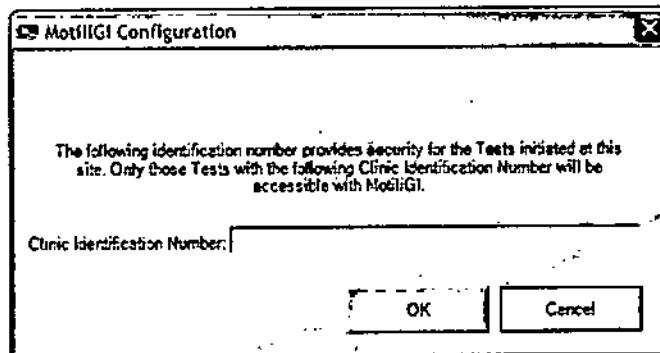 MotiliGI Configuration
The following identification number provides security for the Tests initiated at this
site. Only those Tests with the following Clinic Identification Number will be
accessible with MotiliGI.
Clinic Identification Number:
OK
Cancel